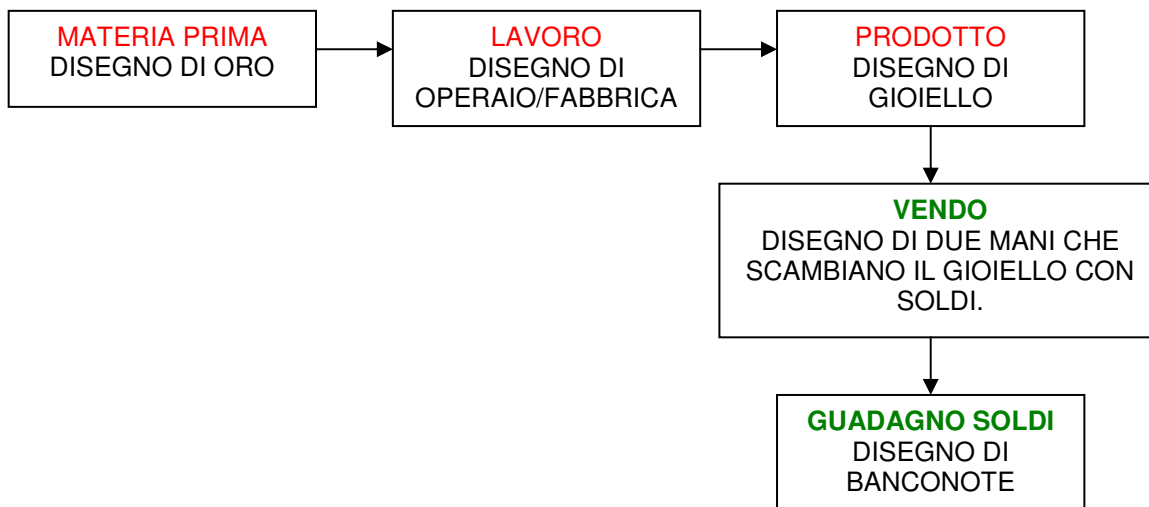 MATERIA PRIMA
DISEGNO DI ORO
LAVORO
DISEGNO DI
OPERAIO/FABBRICA
PRODOTTO
DISEGNO DI
GIOIELLO
VENDO
DISEGNO DI DUE MANI CHE
SCAMBIANO IL GIOIELLO CON
SOLDI.
GUADAGNO SOLDI
DISEGNO DI
BANCONOTE